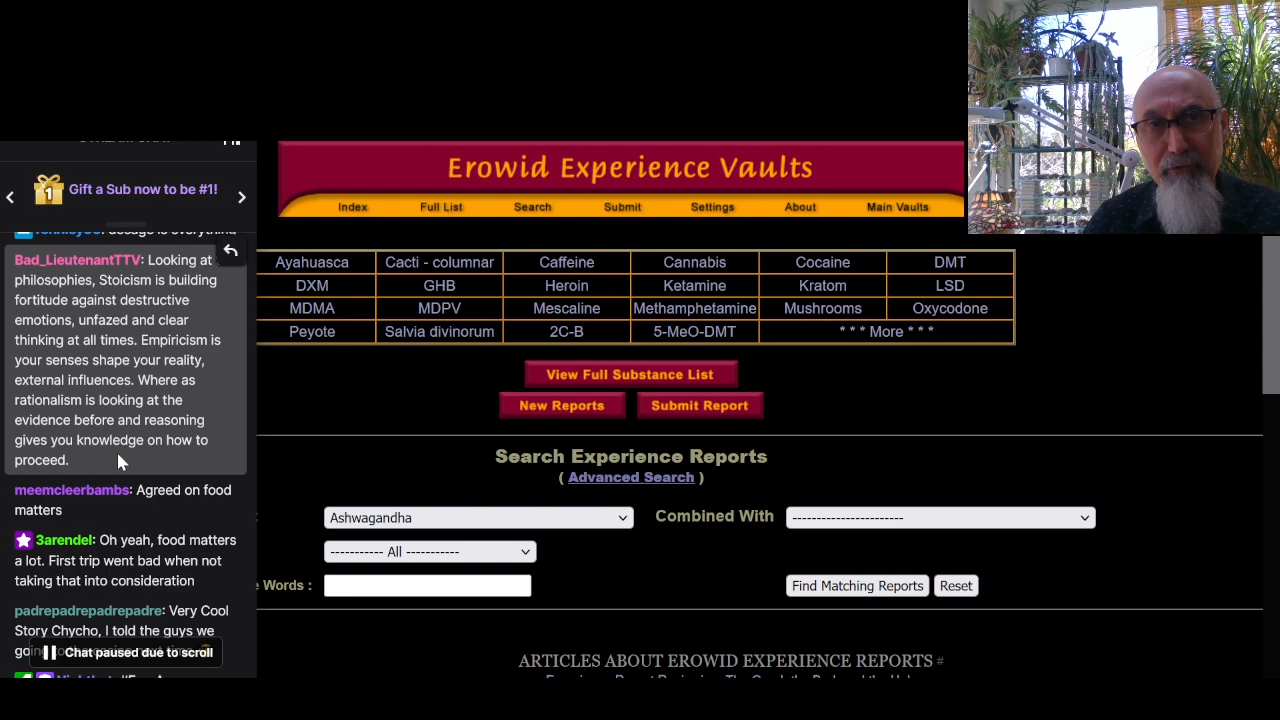 Gift a Sub now to be #1!
1
Bad_LieutenantTTV: Looking at
philosophies, Stoicism is building
fortitude against destructive
emotions, unfazed and clear
thinking at all times. Empiricism is
your senses shape your reality,
external influences. Where as
rationalism is looking at the
evidence before and reasoning
gives you knowledge on how to
proceed.
meemcleerbambs: Agreed on food
matters
3arendel: Oh yeah, food matters
a lot. First trip went bad when not
taking that into consideration
padrepadrepadrepadre: Very Cool
Story Chycho, I told the guys we
Chat paused due to scroll
Erowid Experience Vaults
Index Full List Search Submit Settings About Main Vaults
Ayahuasca Cacti - columnar Caffeine Cannabis Cocaine DMT
DXM GHB Heroin Ketamine Kratom LSD
MDMA MDPV Mescaline Methamphetamine Mushrooms Oxycodone
Peyote Salvia divinorum 2C-B 5-MeO-DMT * * * More * * *
View Full Substance List
New Reports Submit Report
Search Experience Reports
( Advanced Search )
Ashwagandha Combined With ----------------------
----------- All -----------
Words : Find Matching Reports Reset
ARTICLES ABOUT EROWID EXPERIENCE REPORTS #